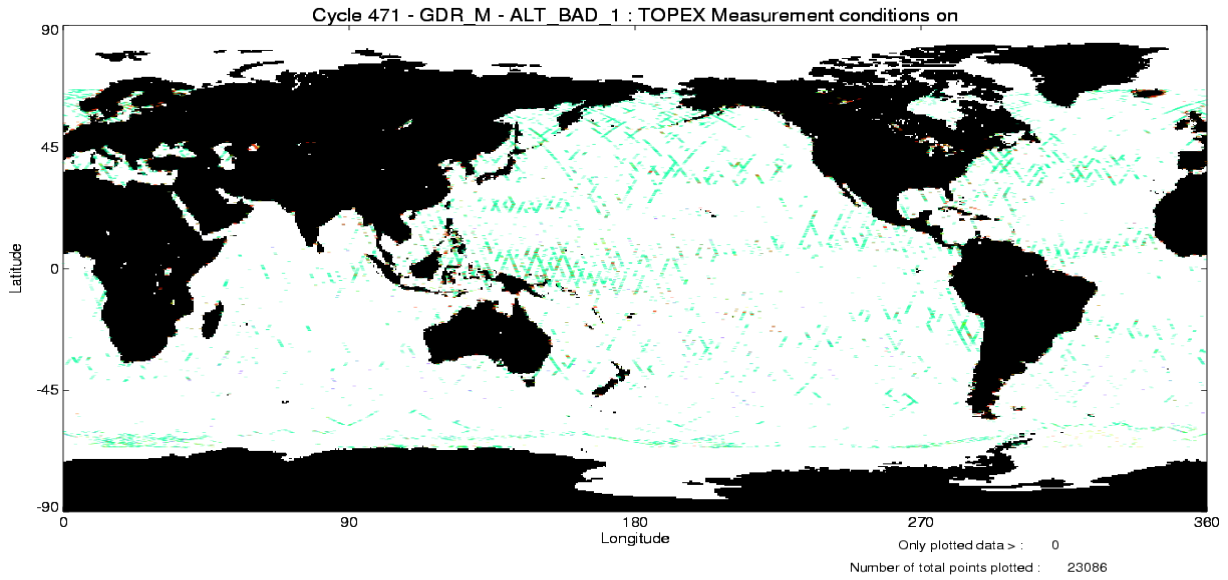 Cycle 471 - GDR_M - ALT_BAD_1 : TOPEX Measurement conditions on
90
45
0
-45
-90
Latitude
0 90 180 270 360
Longitude
Only plotted data > : 0
Number of total points plotted : 23086